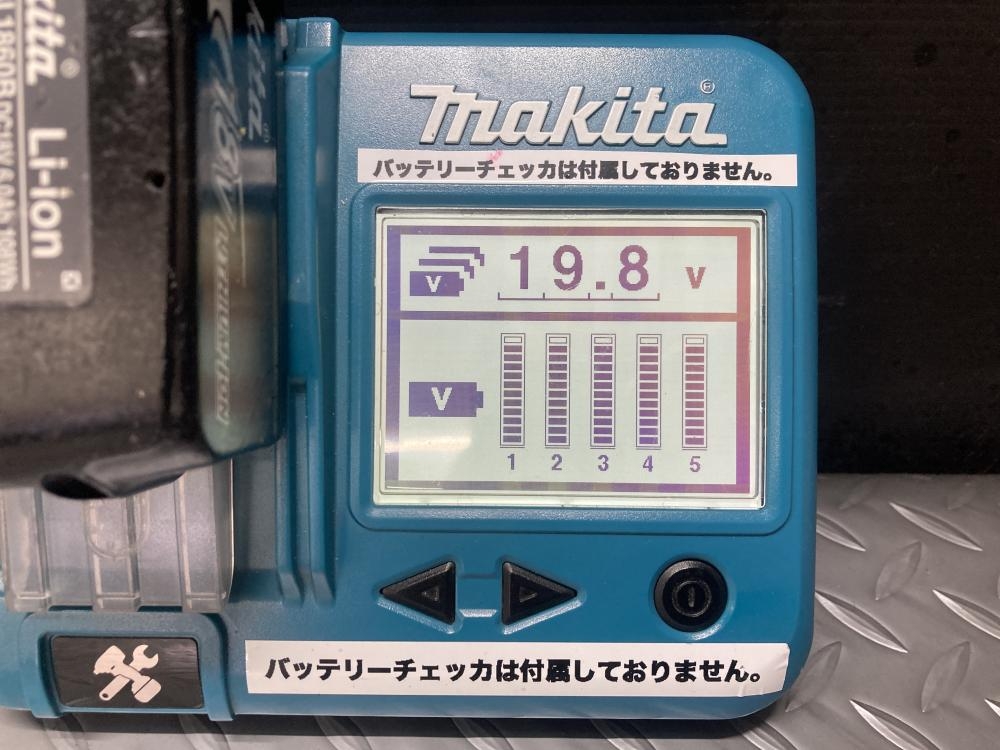 makita®
バッテリーチェッカは付属しておりません。
V 19.8 V
V
1 2 3 4 5
バッテリーチェッカは付属しておりません。
Li-ion
18V